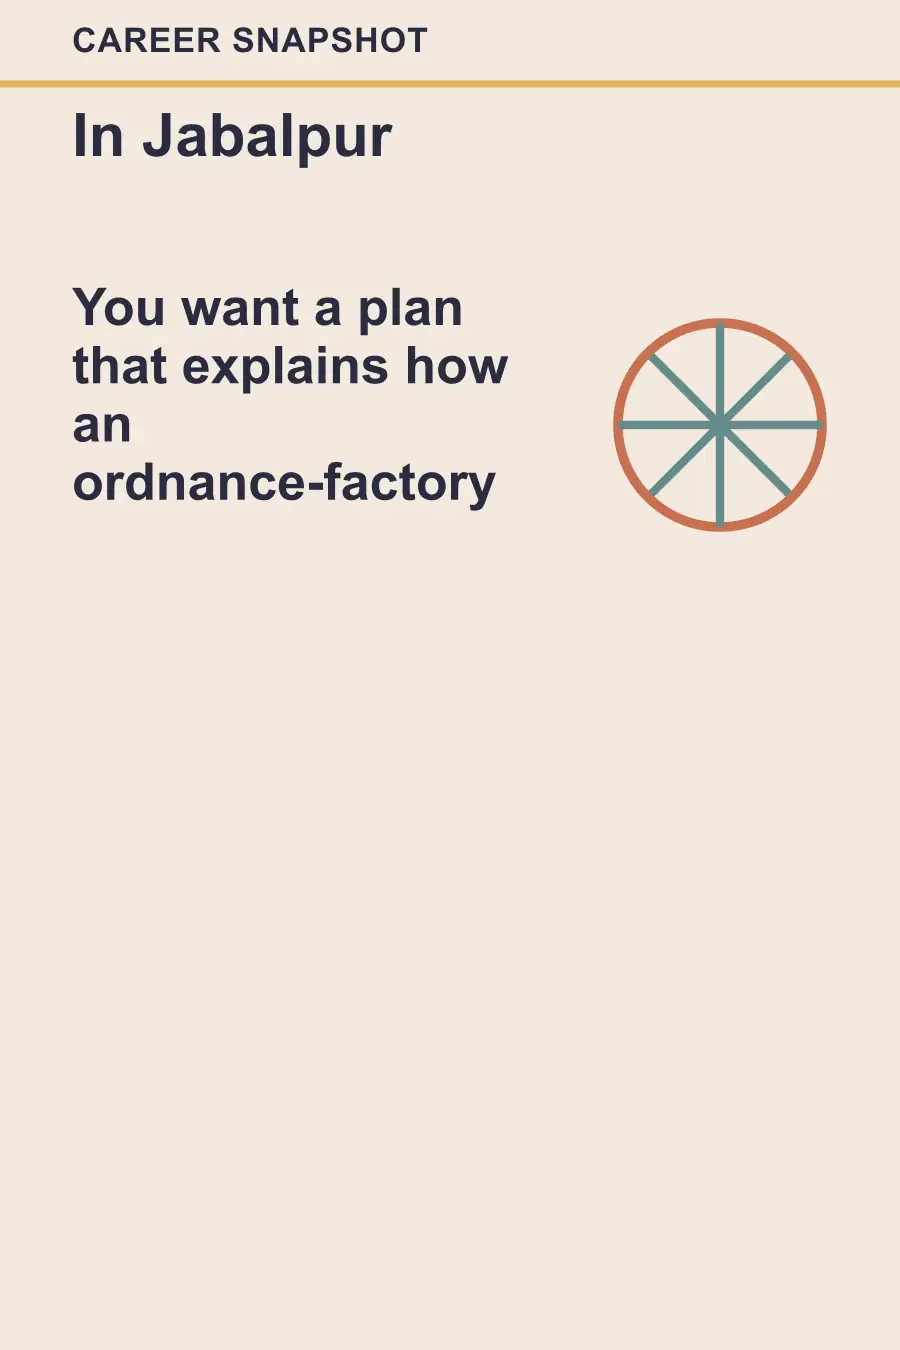 CAREER SNAPSHOT
In Jabalpur
You want a plan
that explains how
an
ordnance-factory